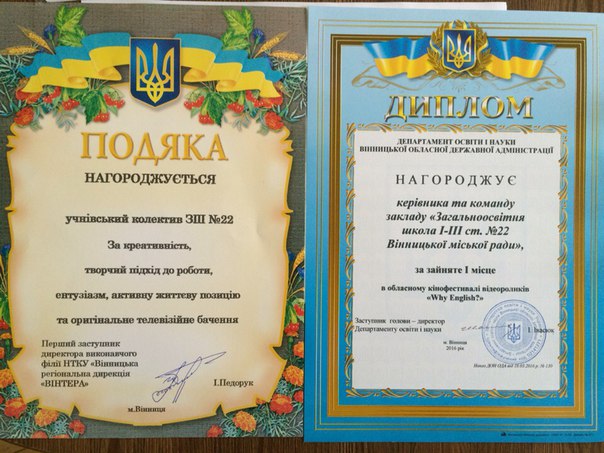 ПОДЯКА
НАГОРОДЖУЄТЬСЯ
учнівський колектив ЗШ №22
За креативність,
творчий підхід до роботи,
ентузіазм, активну життєву позицію
та оригінальне телевізійне бачення
Перший заступник
директора виконавчого
філії НТКУ «Вінницька
регіональна дирекція
«ВІНТЕРА»
І.Педорук
м.Вінниця
ДИПЛОМ
ДЕПАРТАМЕНТ ОСВІТИ І НАУКИ
ВІННИЦЬКОЇ ОБЛАСНОЇ ДЕРЖАВНОЇ АДМІНІСТРАЦІЇ
НАГОРОДЖУЄ
керівника та команду
закладу «Загальноосвітня
школа І-ІІІ ст. №22
Вінницької міської ради»,
за зайняте І місце
в обласному кінофестивалі відеороликів
«Why English?»
Заступник голови – директор
Департаменту освіти і науки
І. Івасюк
м. Вінниця
2016 рік